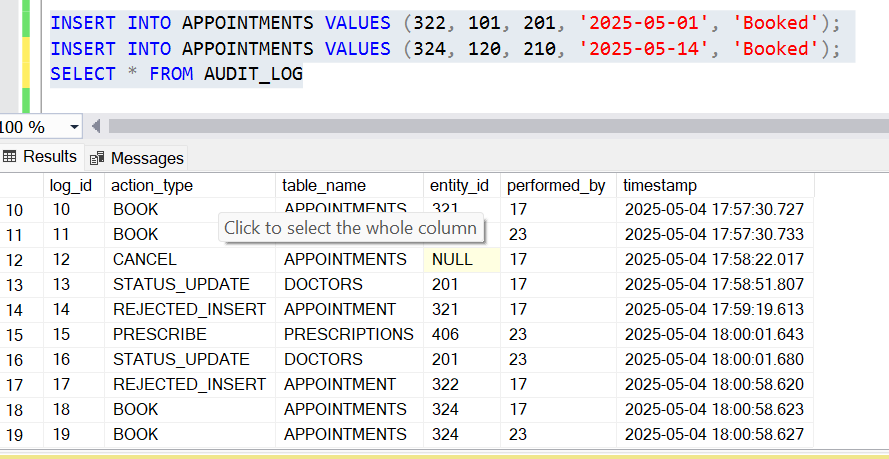 INSERT INTO APPOINTMENTS VALUES (322, 101, 201, '2025-05-01', 'Booked');
INSERT INTO APPOINTMENTS VALUES (324, 120, 210, '2025-05-14', 'Booked');
SELECT * FROM AUDIT_LOG
100 %
Results Messages
log_id action_type table_name entity_id performed_by timestamp
10 10 BOOK APPOINTMENTS 321 17 2025-05-04 17:57:30.727
Click to select the whole column
11 11 BOOK 23 2025-05-04 17:57:30.733
12 12 CANCEL APPOINTMENTS NULL 17 2025-05-04 17:58:22.017
13 13 STATUS_UPDATE DOCTORS 201 17 2025-05-04 17:58:51.807
14 14 REJECTED_INSERT APPOINTMENT 321 17 2025-05-04 17:59:19.613
15 15 PRESCRIBE PRESCRIPTIONS 406 23 2025-05-04 18:00:01.643
16 16 STATUS_UPDATE DOCTORS 201 23 2025-05-04 18:00:01.680
17 17 REJECTED_INSERT APPOINTMENT 322 17 2025-05-04 18:00:58.620
18 18 BOOK APPOINTMENTS 324 17 2025-05-04 18:00:58.623
19 19 BOOK APPOINTMENTS 324 23 2025-05-04 18:00:58.627